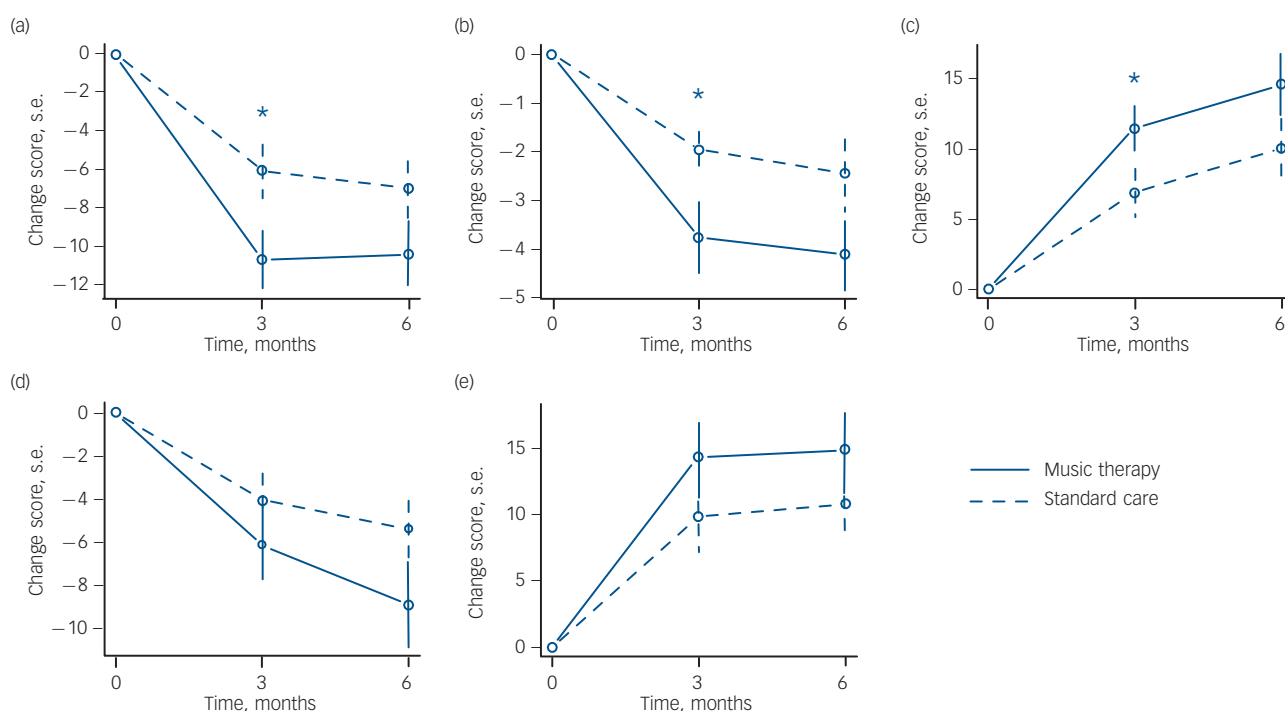 (a)
Change score, s.e.
0
−2
−4
−6
−8
−10
−12
*
0 3 6
Time, months
(b)
Change score, s.e.
0
−1
−2
−3
−4
−5
*
0 3 6
Time, months
(c)
Change score, s.e.
15
10
5
0
*
0 3 6
Time, months
(d)
Change score, s.e.
0
−2
−4
−6
−8
−10
0 3 6
Time, months
(e)
Change score, s.e.
15
10
5
0
0 3 6
Time, months
Music therapy
Standard care